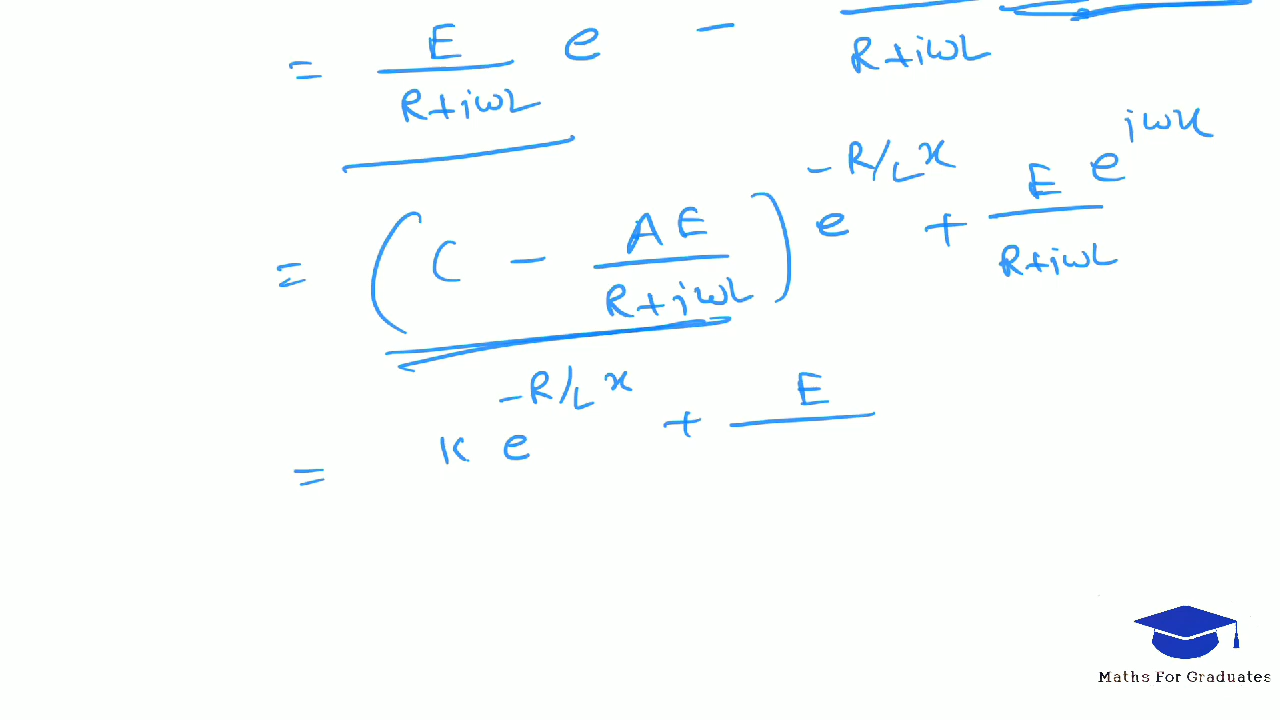 = E/(R+iωL) e − /(R+iωL)
= (C − AE/(R+iωL)) e^(-R/L x) + E/(R+iωL) e^(iωx)
= K e^(-R/L x) + E/
Maths For Graduates